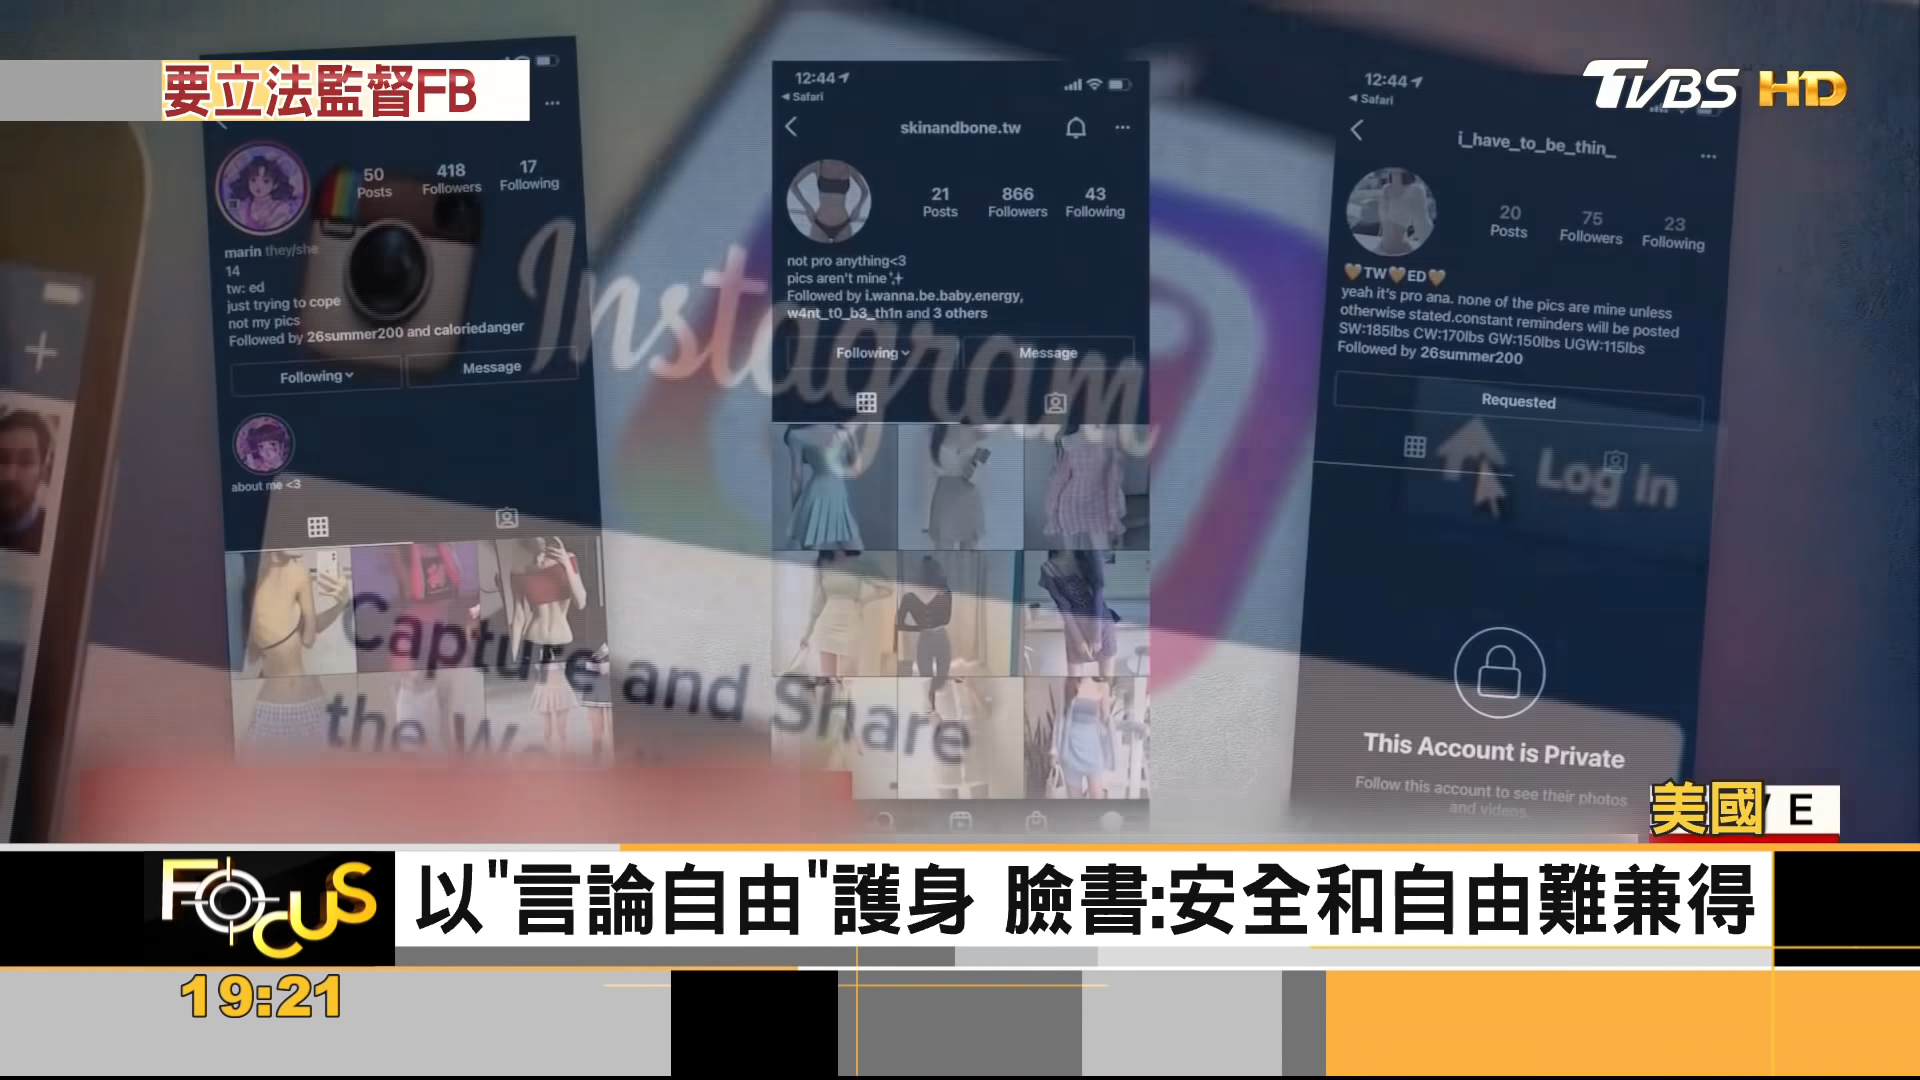 要立法監督FB
TVBS HD
50 Posts
418 Followers
17 Following
marin they/she
14
tw: ed
just trying to cope
not my pics
Followed by 26summer200 and caloriedanger
Following
Message
about me <3
12:44
Safari
skinandbone.tw
21 Posts
866 Followers
43 Following
not pro anything<3
pics aren't mine
Followed by i.wanna.be.baby.energy,
w4nt_t0_b3_th1n and 3 others
Following
Message
12:44
Safari
i_have_to_be_thin_
20 Posts
75 Followers
23 Following
🧡TW🧡ED🧡
yeah it's pro ana. none of the pics are mine unless
otherwise stated.constant reminders will be posted
SW:185lbs CW:170lbs GW:150lbs UGW:115lbs
Followed by 26summer200
Requested
This Account is Private
Follow this account to see their photos
and videos.
Instagram
Log in
Capture and Share
the
美國
E
FOCUS
以"言論自由"護身 臉書:安全和自由難兼得
19:21